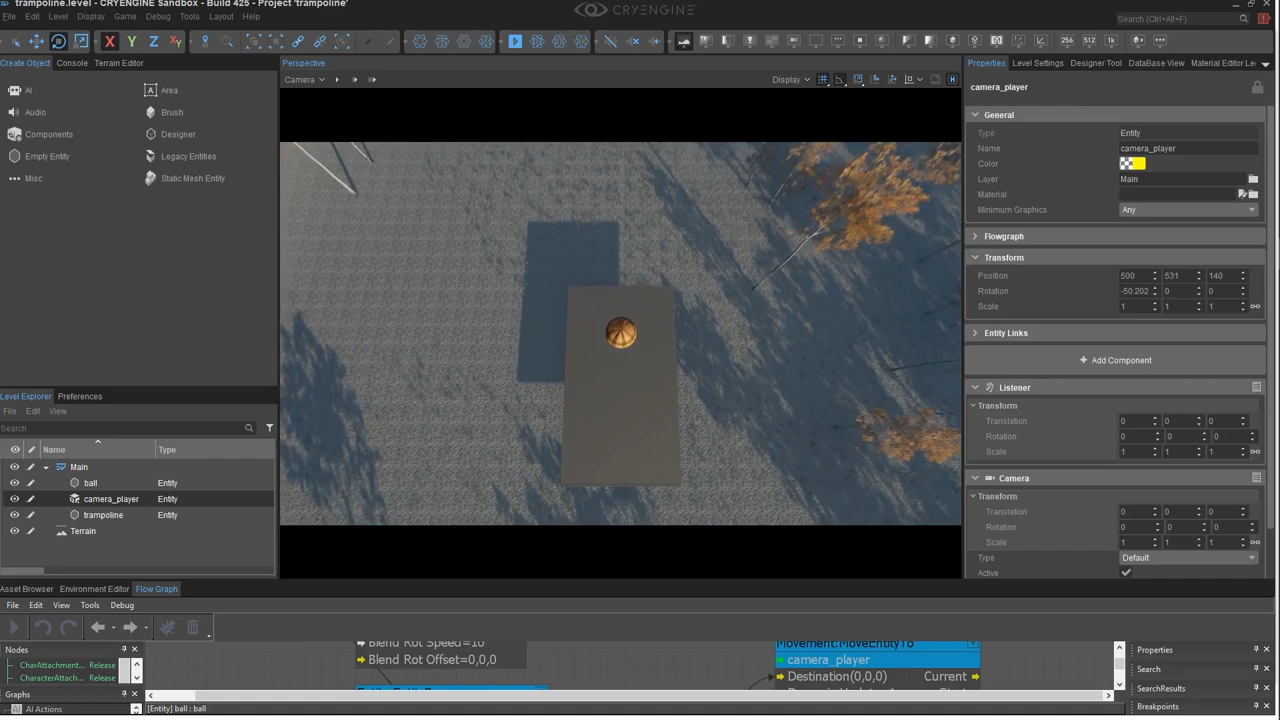 trampoline.level - CRYENGINE Sandbox - Build 425 - Project 'trampoline'
CRYENGINE
File Edit Level Display Game Debug Tools Layout Help
Search (Ctrl+Alt+F)
X Y Z XY
256 512 1k
Create Object Console Terrain Editor
Perspective
Properties Level Settings Designer Tool DataBase View Material Editor Le
Camera
Display
camera_player
AI Area
Audio Brush
Components Designer
Empty Entity Legacy Entities
Misc Static Mesh Entity
General
Type Entity
Name camera_player
Color
Layer Main
Material
Minimum Graphics Any
Flowgraph
Transform
Position 500 531 140
Rotation -50.202 0 0
Scale 1 1 1
Entity Links
Add Component
Listener
Transform
Translation 0 0 0
Rotation 0 0 0
Scale 1 1 1
Camera
Transform
Translation 0 0 0
Rotation 0 0 0
Scale 1 1 1
Type Default
Active
Level Explorer Preferences
File Edit View
Search
Name Type
Main
ball Entity
camera_player Entity
trampoline Entity
Terrain
Asset Browser Environment Editor Flow Graph
File Edit View Tools Debug
Nodes
CharAttachment... Release
CharacterAttach... Release
Graphs
AI Actions
Blend Rot Speed=10
Blend Rot Offset=0,0,0
Movement:MoveEntityTo
camera_player
Destination(0,0,0) Current
Properties
Search
SearchResults
Breakpoints
[Entity] ball : ball